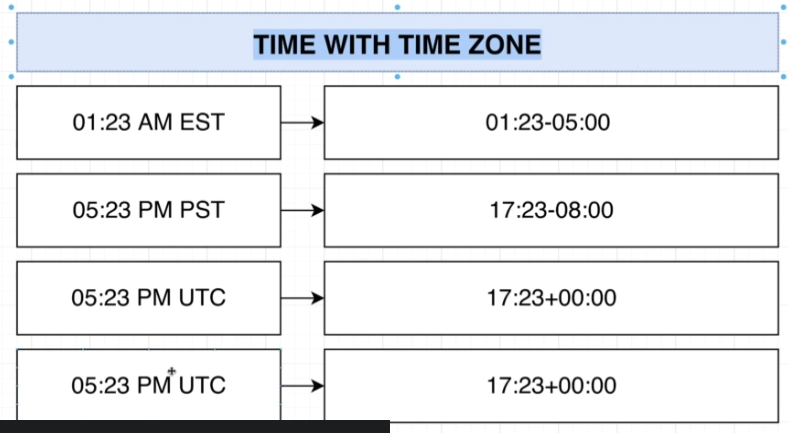 TIME WITH TIME ZONE
01:23 AM EST
01:23-05:00
05:23 PM PST
17:23-08:00
05:23 PM UTC
17:23+00:00
05:23 PM UTC
17:23+00:00